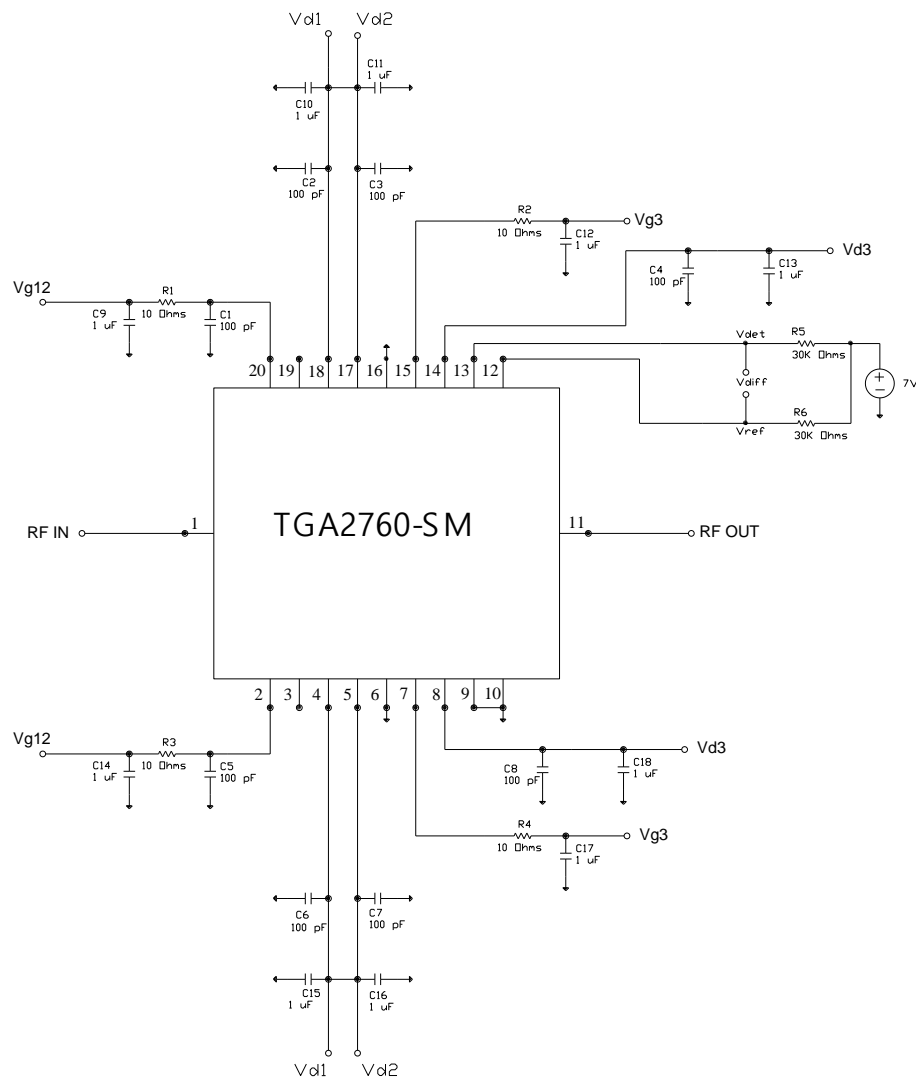 Vd1 Vd2
C11
1 uF
C10
1 uF
C2
100 pF
C3
100 pF
R2
10 Ohms
Vg3
C12
1 uF
Vd3
C4
100 pF
C13
1 uF
Vg12
R1
10 Ohms
C9
1 uF
C1
100 pF
Vdet
R5
30K Ohms
20 19 18 17 16 15 14 13 12
Vdiff
7V
R6
30K Ohms
Vref
TGA2760-SM
RF IN
1
11
RF OUT
2 3 4 5 6 7 8 9 10
Vg12
R3
10 Ohms
C14
1 uF
C5
100 pF
Vd3
C8
100 pF
C18
1 uF
R4
10 Ohms
Vg3
C17
1 uF
C6
100 pF
C7
100 pF
C15
1 uF
C16
1 uF
Vd1 Vd2